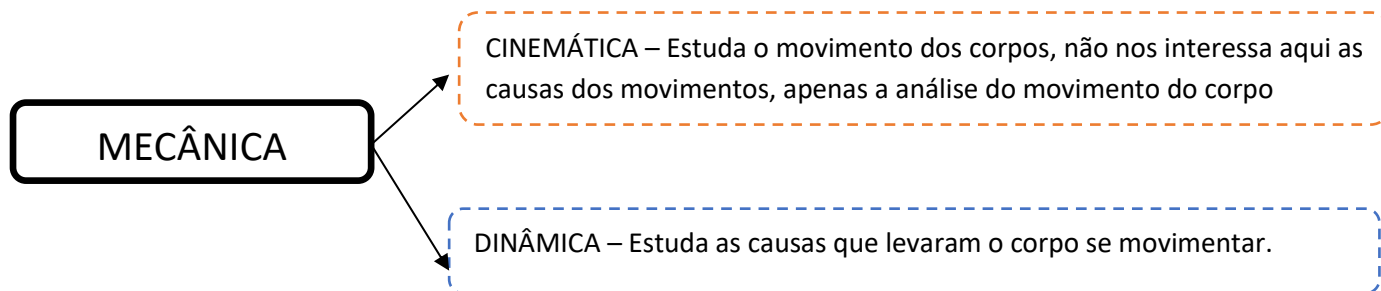 MECÂNICA
CINEMÁTICA – Estuda o movimento dos corpos, não nos interessa aqui as
causas dos movimentos, apenas a análise do movimento do corpo
DINÂMICA – Estuda as causas que levaram o corpo se movimentar.